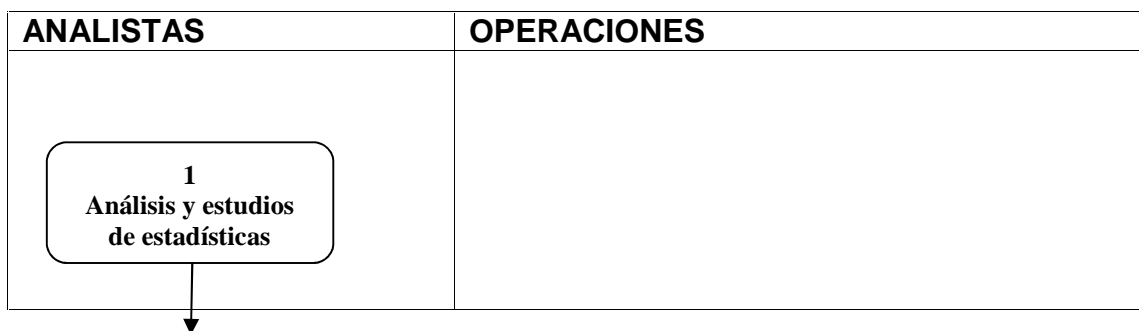 ANALISTAS
OPERACIONES
1
Análisis y estudios
de estadísticas